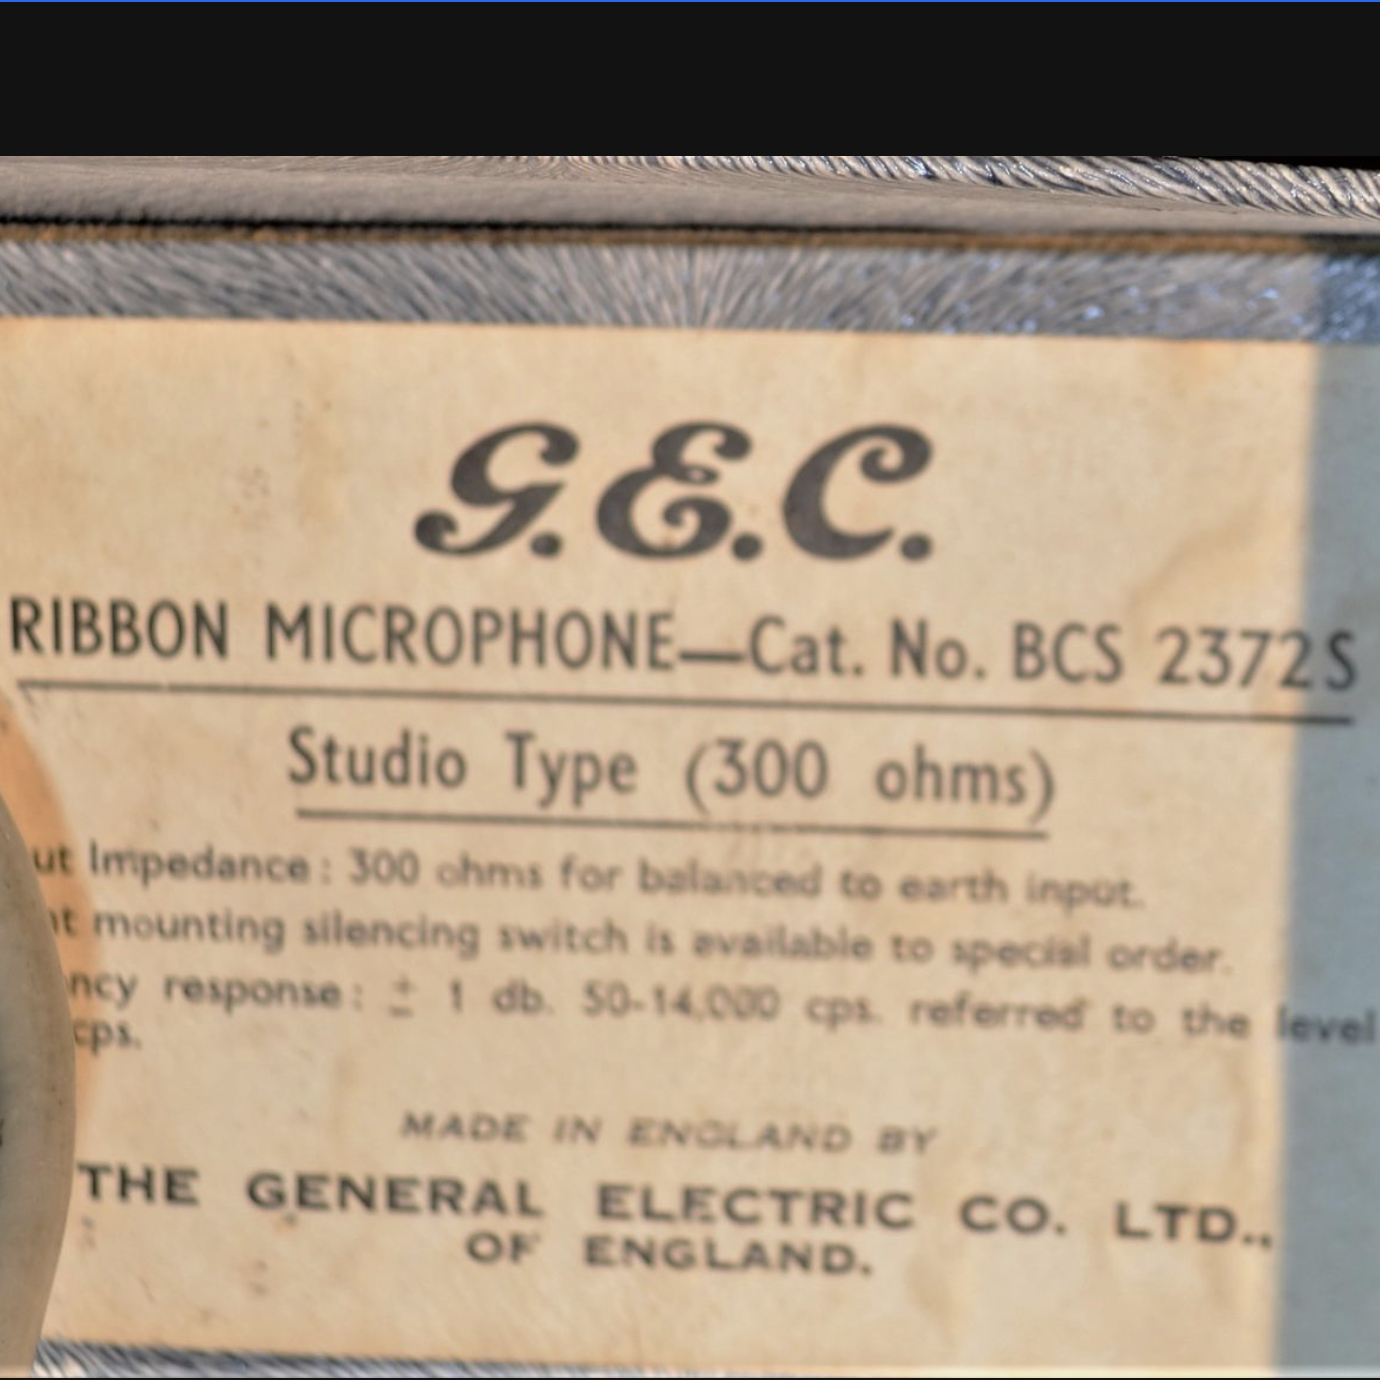 G.E.C.
RIBBON MICROPHONE—Cat. No. BCS 2372S
Studio Type (300 ohms)
ut Impedance: 300 ohms for balanced to earth input.
nt mounting silencing switch is available to special order.
ncy response: ± 1 db. 50-14,000 cps. referred to the level
cps.
MADE IN ENGLAND BY
THE GENERAL ELECTRIC CO. LTD.,
OF ENGLAND.